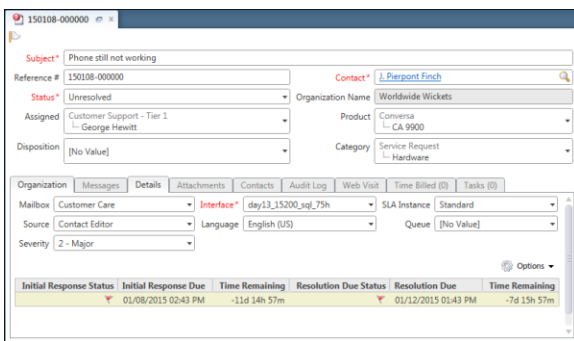 150108-000000
Subject* Phone still not working
Reference # 150108-000000 Contact* J. Pierpont Finch
Status* Unresolved Organization Name Worldwide Wickets
Assigned Customer Support - Tier 1 Product Conversa
George Hewitt CA 9900
Disposition [No Value] Category Service Request
Hardware
Organization Messages Details Attachments Contacts Audit Log Web Visit Time Billed (0) Tasks (0)
Mailbox Customer Care Interface* day13_15200_sql_75h SLA Instance Standard
Source Contact Editor Language English (US) Queue [No Value]
Severity 2 - Major
Options
Initial Response Status Initial Response Due Time Remaining Resolution Due Status Resolution Due Time Remaining
01/08/2015 02:43 PM -11d 14h 57m 01/12/2015 01:43 PM -7d 15h 57m